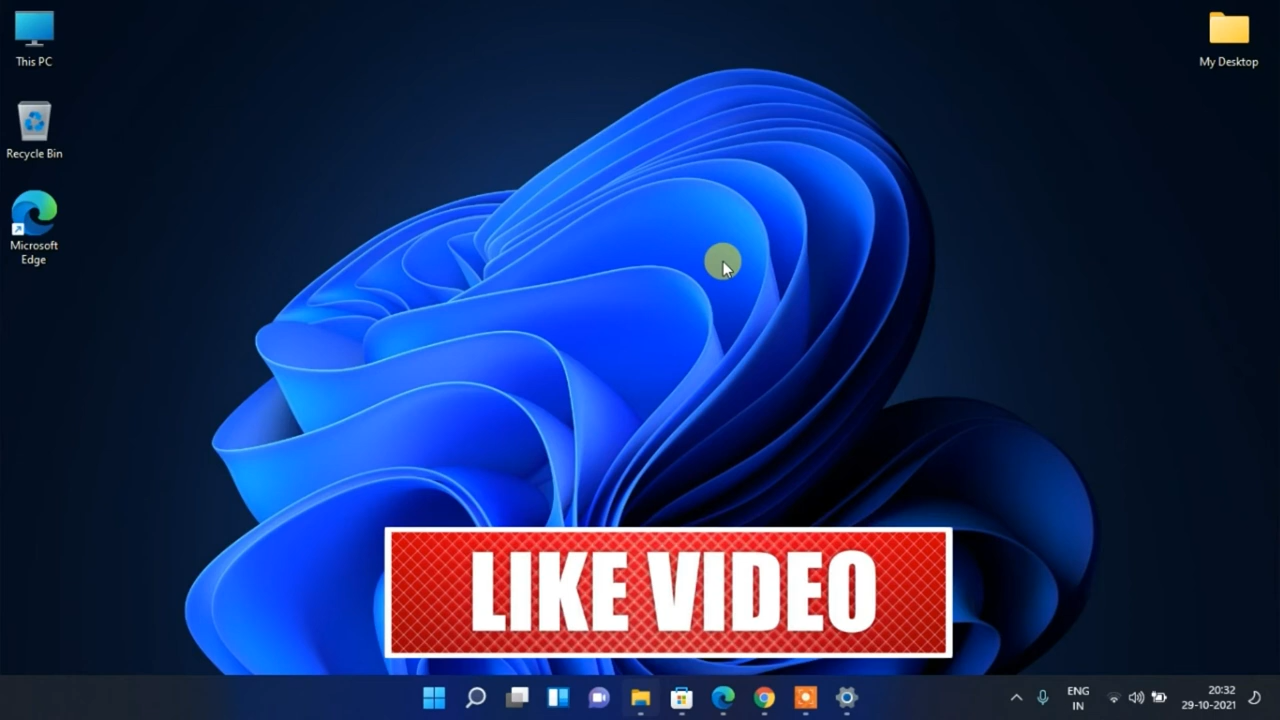 This PC
My Desktop
Recycle Bin
Microsoft
Edge
LIKE VIDEO
ENG
IN
20:32
29-10-2021